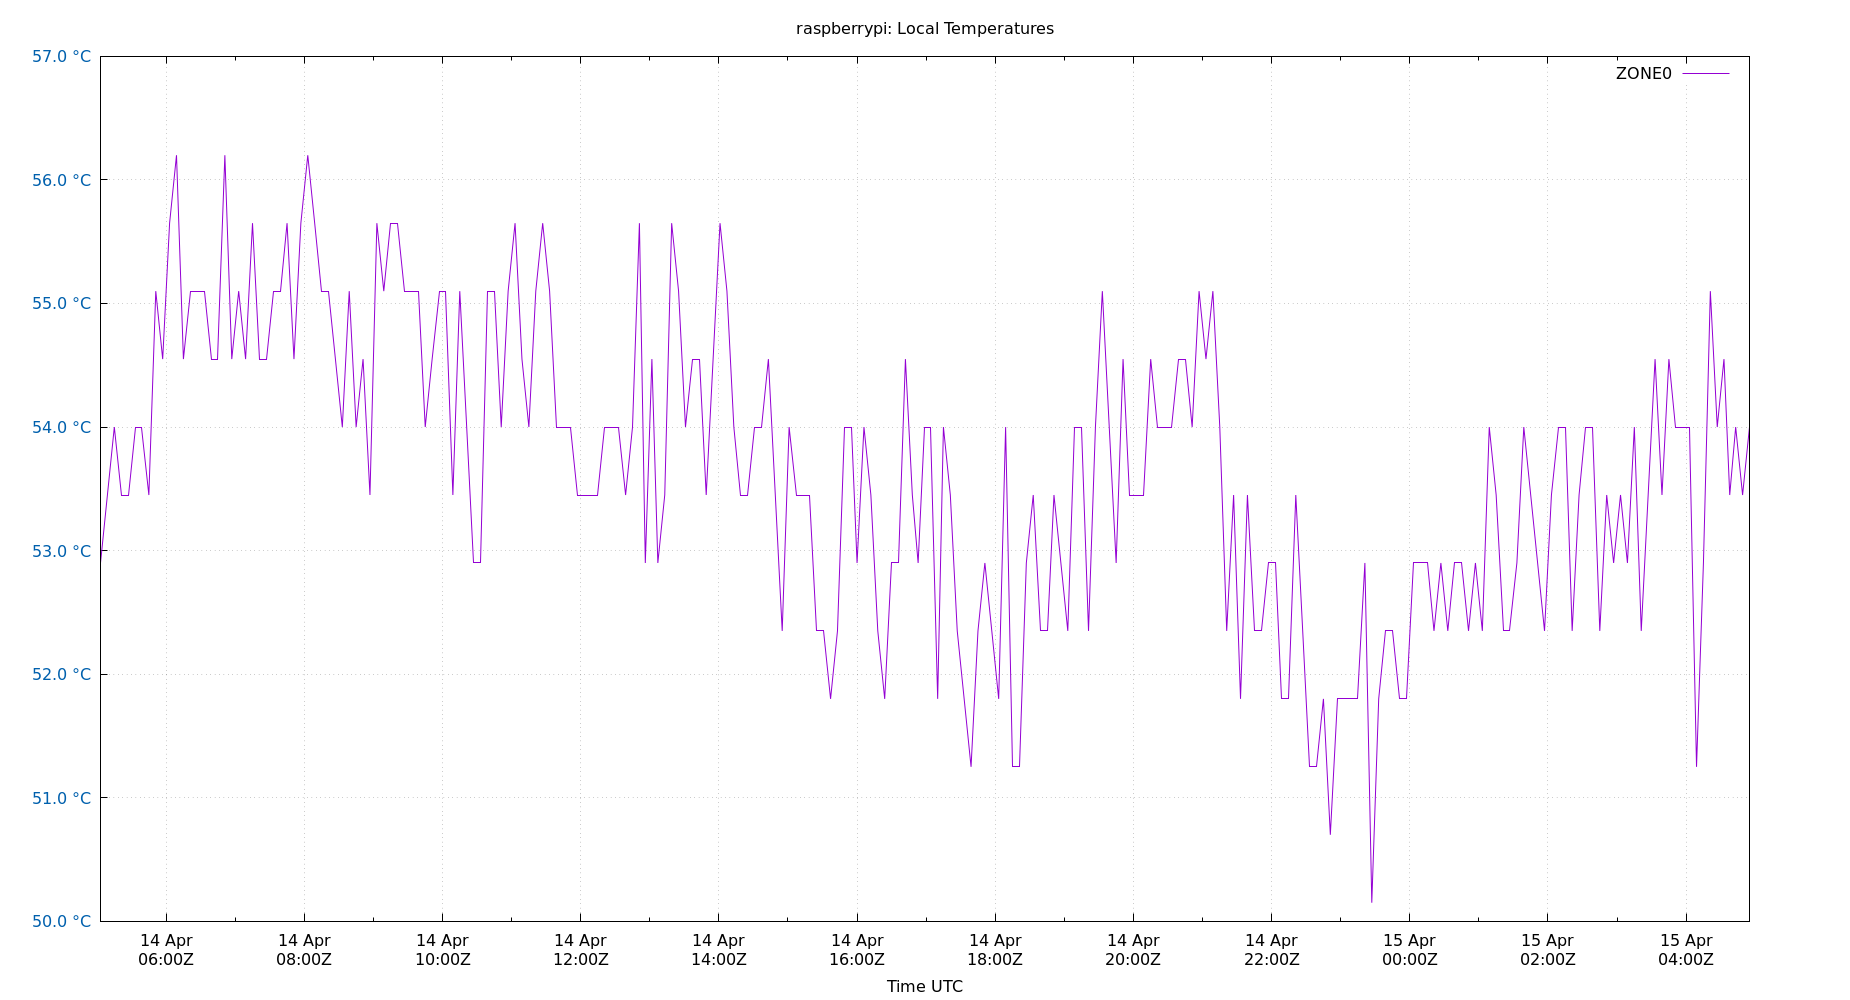 raspberrypi: Local Temperatures
57.0 °C
ZONE0
56.0 °C
55.0 °C
54.0 °C
53.0 °C
52.0 °C
51.0 °C
50.0 °C
14 Apr 14 Apr 14 Apr 14 Apr 14 Apr 14 Apr 14 Apr 14 Apr 14 Apr 15 Apr 15 Apr 15 Apr
06:00Z 08:00Z 10:00Z 12:00Z 14:00Z 16:00Z 18:00Z 20:00Z 22:00Z 00:00Z 02:00Z 04:00Z
Time UTC